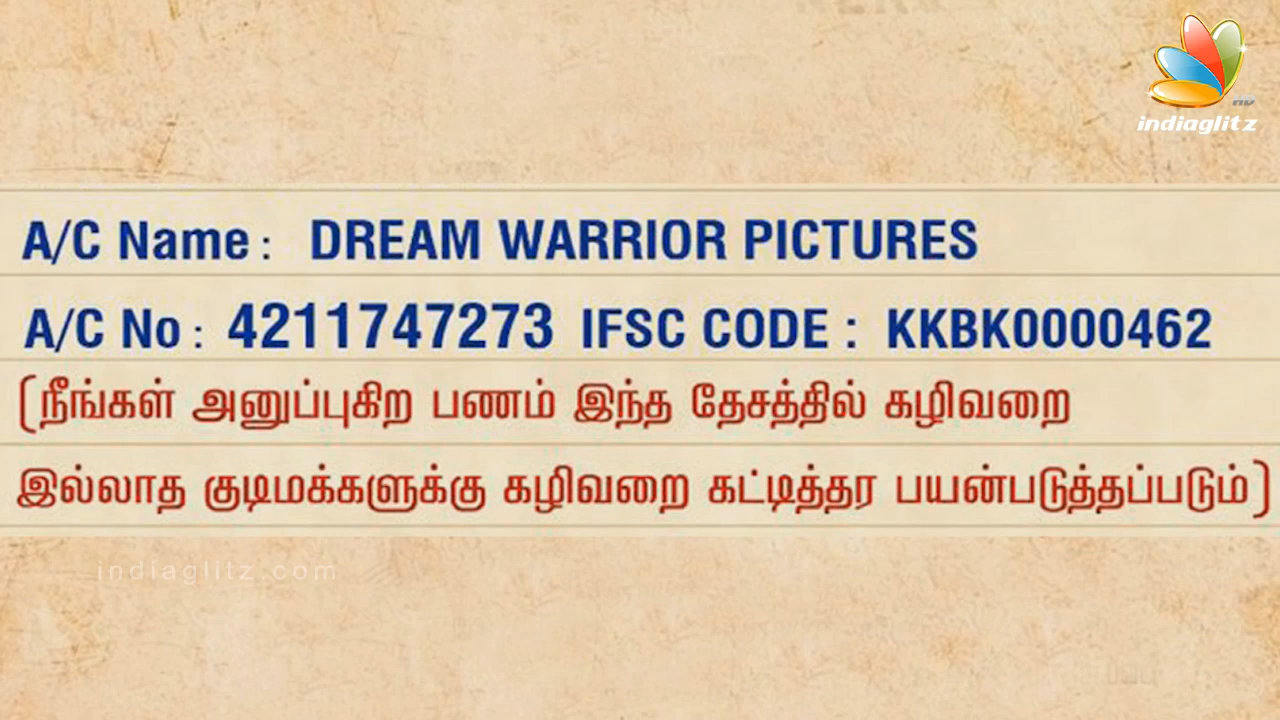 indiaglitz
A/C Name : DREAM WARRIOR PICTURES
A/C No : 4211747273 IFSC CODE : KKBK0000462
(நீங்கள் அனுப்புகிற பணம் இந்த தேசத்தில் கழிவறை
இல்லாத குடிமக்களுக்கு கழிவறை கட்டித்தர பயன்படுத்தப்படும்)
indiaglitz.com